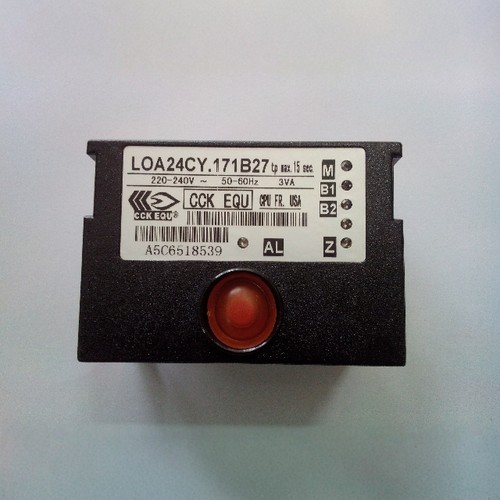 LOA24CY.171B27 tp max. 15 sec.
220-240V ~ 50-60Hz 3VA
CCK EQU CPU FR. USA
CCK EQU®
A5C6518539
AL
M
B1
B2
Z